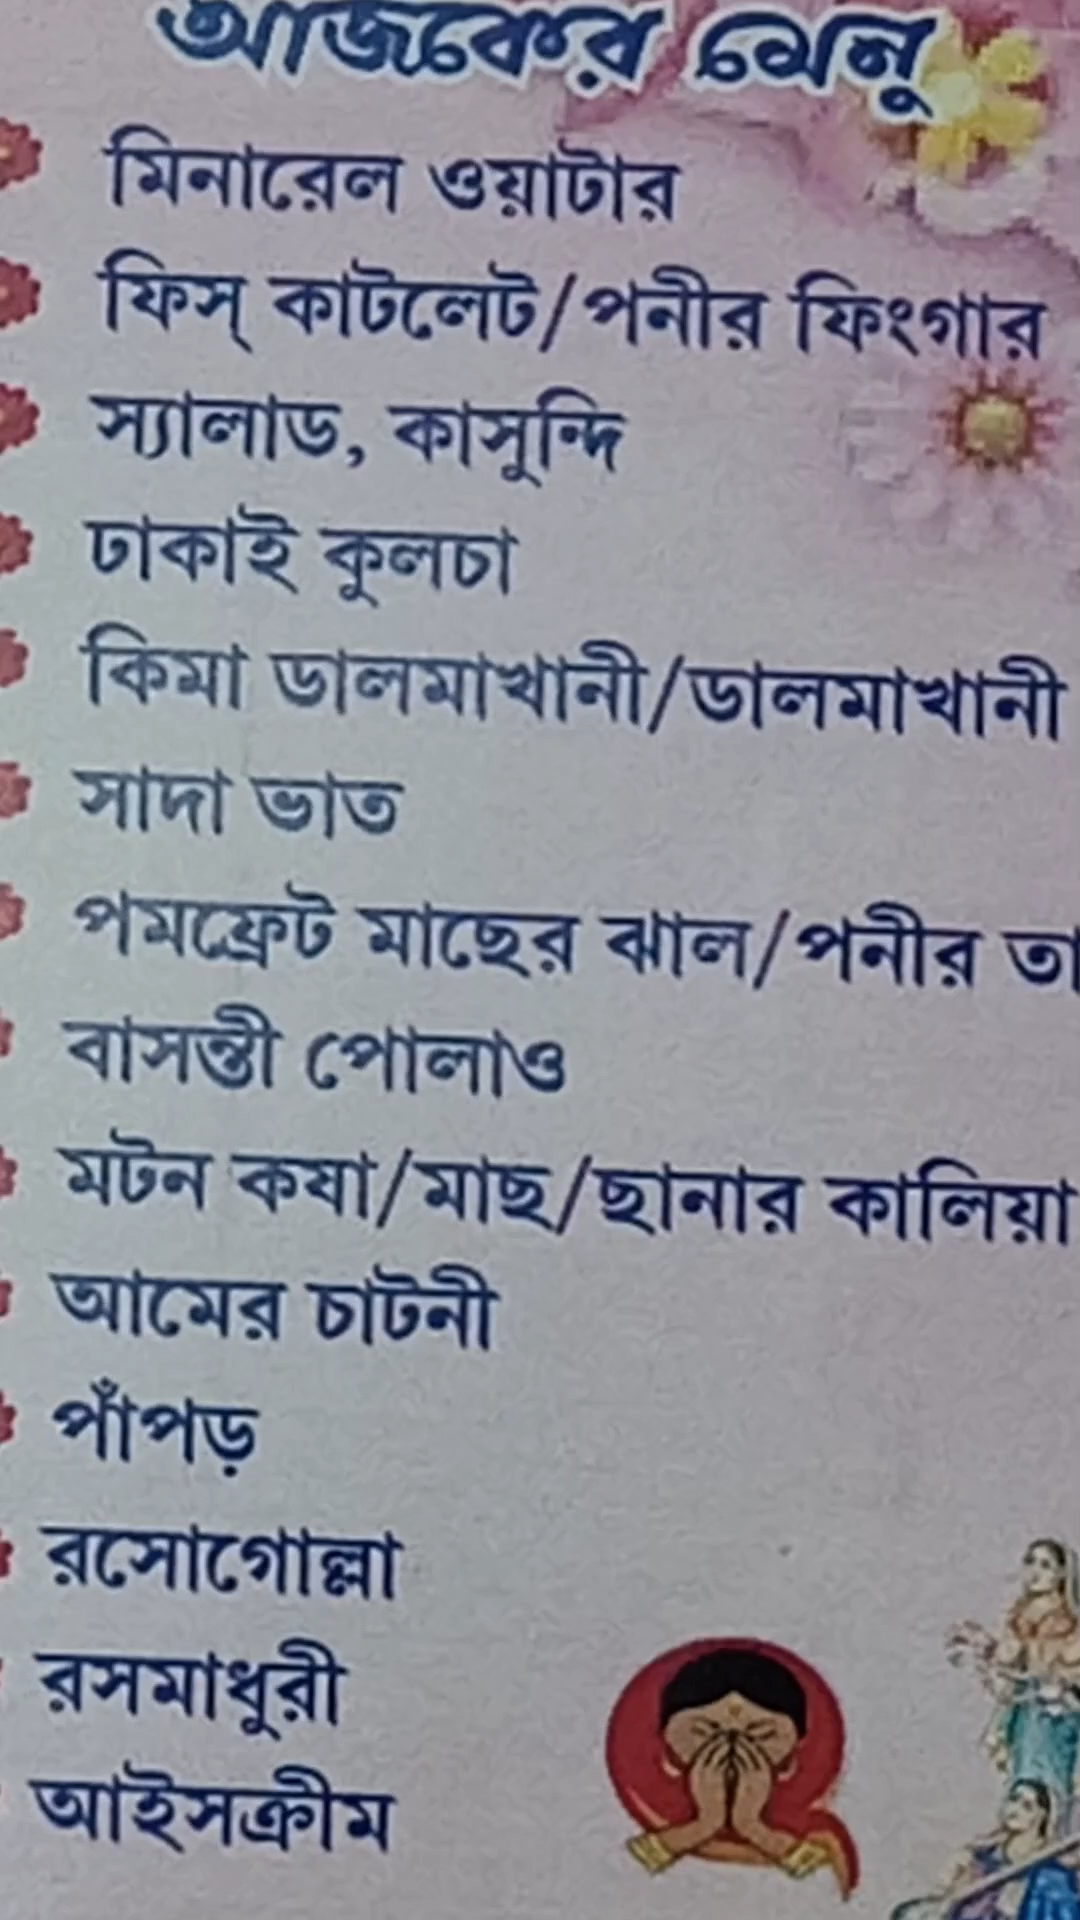 আজকের মেনু
মিনারেল ওয়াটার
ফিস্ কাটলেট/পনীর ফিংগার
স্যালাড, কাসুন্দি
ঢাকাই কুলচা
কিমা ডালমাখানী/ডালমাখানী
সাদা ভাত
পমফ্রেট মাছের ঝাল/পনীর
বাসন্তী পোলাও
মটন কষা/মাছ/ছানার কালিয়া
আমের চাটনী
পাঁপড়
রসোগোল্লা
রসমাধুরী
আইসক্রীম